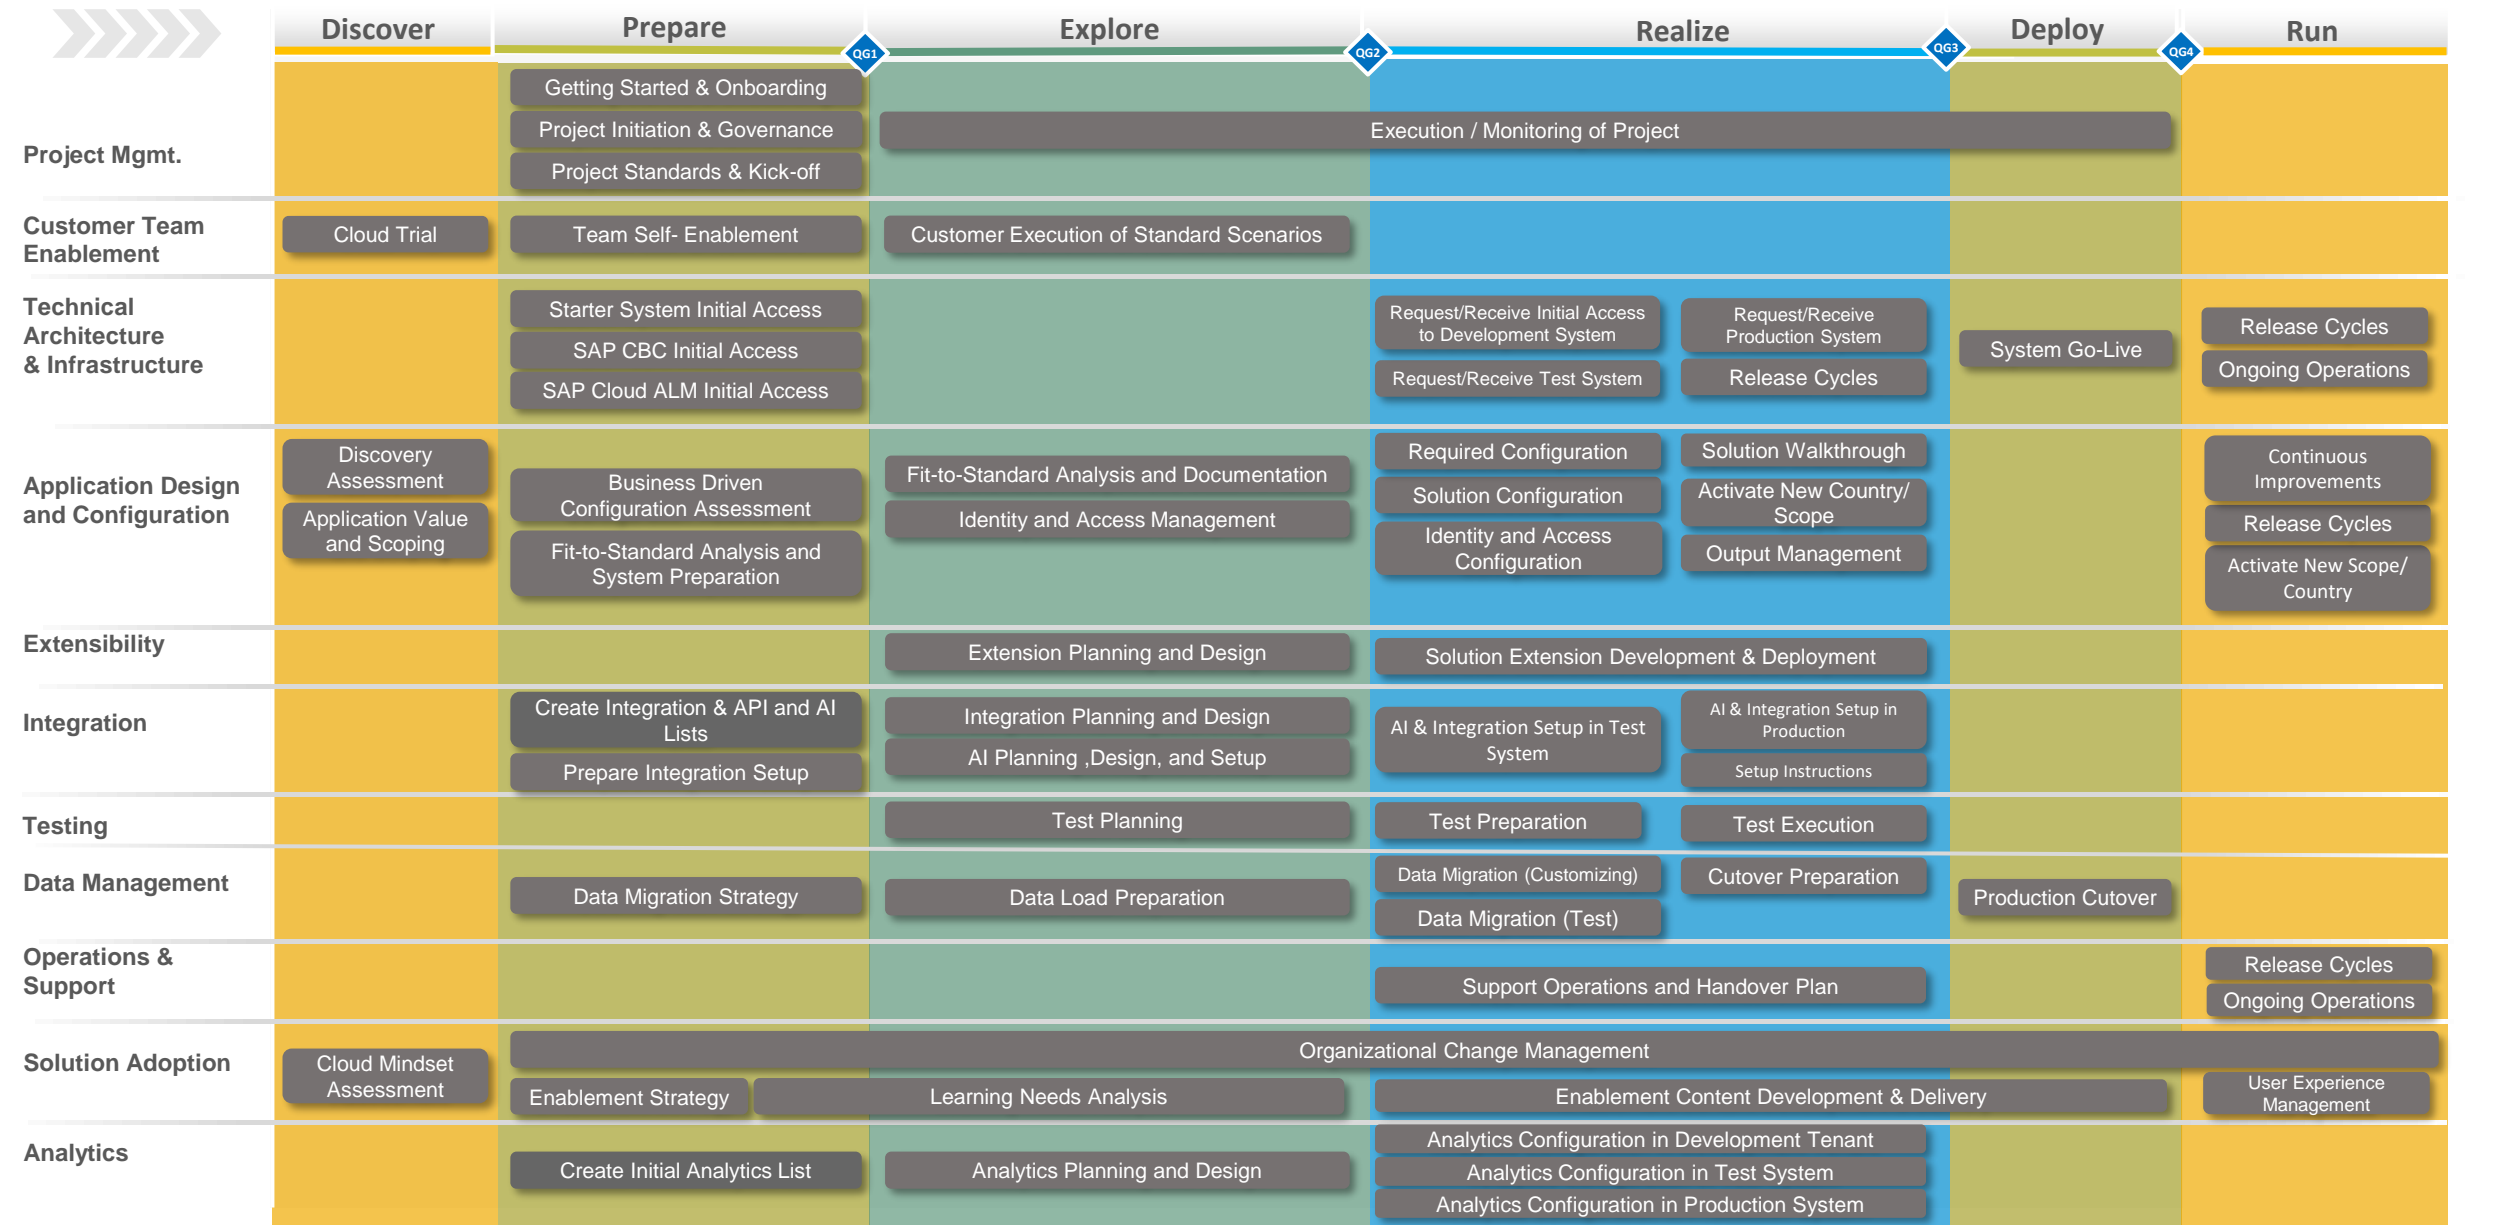 Discover
Prepare
Explore
Realize
Deploy
Run
QG1
QG2
QG3
QG4
Project Mgmt.
Getting Started & Onboarding
Project Initiation & Governance
Project Standards & Kick-off
Execution / Monitoring of Project
Customer Team
Enablement
Cloud Trial
Team Self- Enablement
Customer Execution of Standard Scenarios
Technical
Architecture
& Infrastructure
Starter System Initial Access
SAP CBC Initial Access
SAP Cloud ALM Initial Access
Request/Receive Initial Access
to Development System
Request/Receive Test System
Request/Receive
Production System
Release Cycles
System Go-Live
Release Cycles
Ongoing Operations
Application Design
and Configuration
Discovery
Assessment
Application Value
and Scoping
Business Driven
Configuration Assessment
Fit-to-Standard Analysis and
System Preparation
Fit-to-Standard Analysis and Documentation
Identity and Access Management
Required Configuration
Solution Configuration
Identity and Access
Configuration
Solution Walkthrough
Activate New Country/
Scope
Output Management
Continuous
Improvements
Release Cycles
Activate New Scope/
Country
Extensibility
Extension Planning and Design
Solution Extension Development & Deployment
Integration
Create Integration & API and AI
Lists
Prepare Integration Setup
Integration Planning and Design
AI Planning ,Design, and Setup
AI & Integration Setup in Test
System
AI & Integration Setup in
Production
Setup Instructions
Testing
Test Planning
Test Preparation
Test Execution
Data Management
Data Migration Strategy
Data Load Preparation
Data Migration (Customizing)
Data Migration (Test)
Cutover Preparation
Production Cutover
Operations &
Support
Support Operations and Handover Plan
Release Cycles
Ongoing Operations
Solution Adoption
Cloud Mindset
Assessment
Organizational Change Management
Enablement Strategy
Learning Needs Analysis
Enablement Content Development & Delivery
User Experience
Management
Analytics
Create Initial Analytics List
Analytics Planning and Design
Analytics Configuration in Development Tenant
Analytics Configuration in Test System
Analytics Configuration in Production System